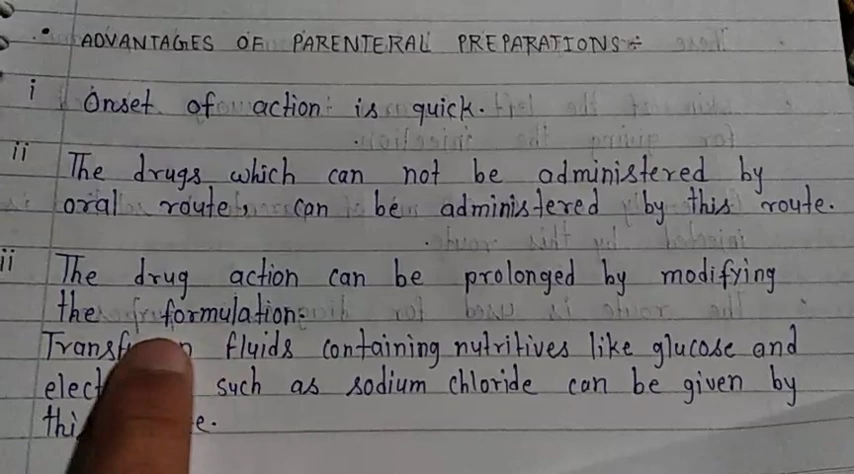 • ADVANTAGES OF PARENTERAL PREPARATIONS ÷
i Onset of action is quick.
ii The drugs which can not be administered by
oral route, can be administered by this route.
ii The drug action can be prolonged by modifying
the formulation.
fluids containing nutritives like glucose and
such as sodium chloride can be given by